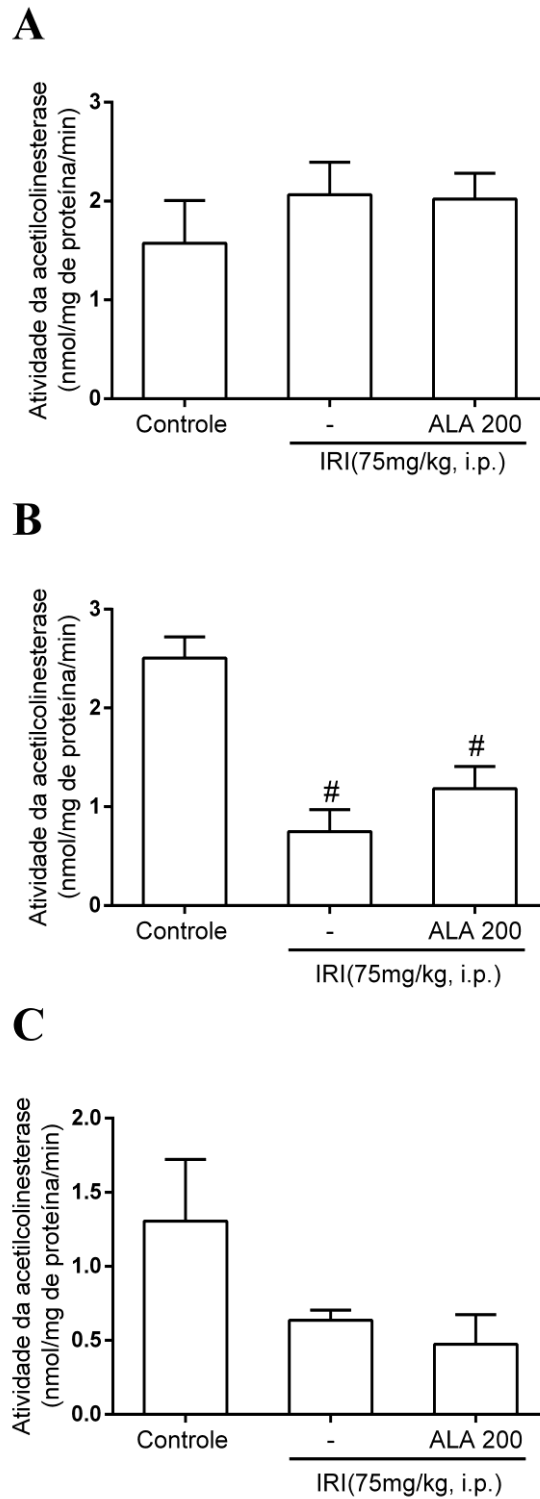 A
Atividade da acetilcolinesterase
(nmol/mg de proteína/min)
3
2
1
0
Controle
-
ALA 200
IRI(75mg/kg, i.p.)
B
Atividade da acetilcolinesterase
(nmol/mg de proteína/min)
3
2
1
0
#
#
Controle
-
ALA 200
IRI(75mg/kg, i.p.)
C
Atividade da acetilcolinesterase
(nmol/mg de proteína/min)
2.0
1.5
1.0
0.5
0.0
Controle
-
ALA 200
IRI(75mg/kg, i.p.)